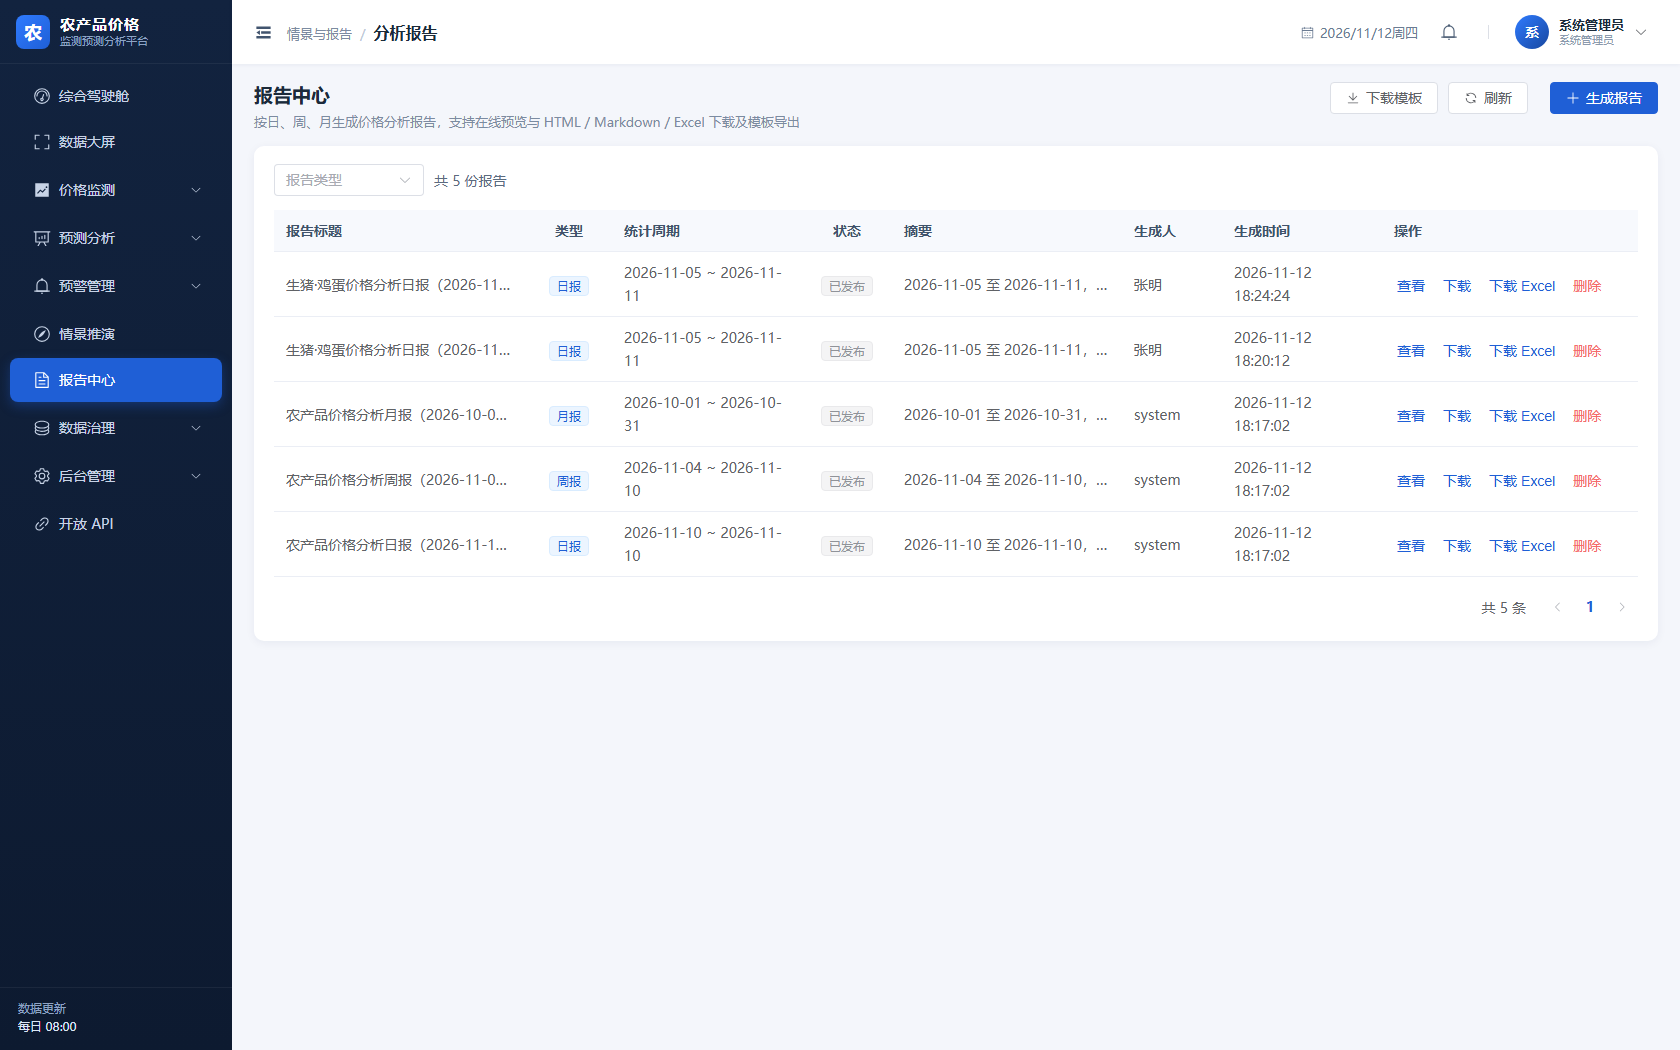 农
农产品价格
监测预测分析平台
综合驾驶舱
数据大屏
价格监测
预测分析
预警管理
情景推演
报告中心
数据治理
后台管理
开放 API
数据更新
每日 08:00
情景与报告 / 分析报告
2026/11/12周四
系
系统管理员
系统管理员
报告中心
按日、周、月生成价格分析报告，支持在线预览与 HTML / Markdown / Excel 下载及模板导出
下载模板
刷新
生成报告
报告类型
共 5 份报告
报告标题 类型 统计周期 状态 摘要 生成人 生成时间 操作
生猪·鸡蛋价格分析日报（2026-11... 日报 2026-11-05 ~ 2026-11-
11 已发布 2026-11-05 至 2026-11-11，... 张明 2026-11-12
18:24:24 查看 下载 下载 Excel 删除
生猪·鸡蛋价格分析日报（2026-11... 日报 2026-11-05 ~ 2026-11-
11 已发布 2026-11-05 至 2026-11-11，... 张明 2026-11-12
18:20:12 查看 下载 下载 Excel 删除
农产品价格分析月报（2026-10-0... 月报 2026-10-01 ~ 2026-10-
31 已发布 2026-10-01 至 2026-10-31，... system 2026-11-12
18:17:02 查看 下载 下载 Excel 删除
农产品价格分析周报（2026-11-0... 周报 2026-11-04 ~ 2026-11-
10 已发布 2026-11-04 至 2026-11-10，... system 2026-11-12
18:17:02 查看 下载 下载 Excel 删除
农产品价格分析日报（2026-11-1... 日报 2026-11-10 ~ 2026-11-
10 已发布 2026-11-10 至 2026-11-10，... system 2026-11-12
18:17:02 查看 下载 下载 Excel 删除
共 5 条 1